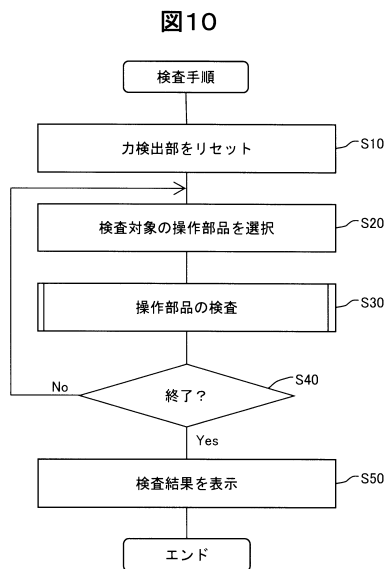 図10
検査手順
力検出部をリセット
S10
検査対象の操作部品を選択
S20
操作部品の検査
S30
終了？
S40
No
Yes
検査結果を表示
S50
エンド